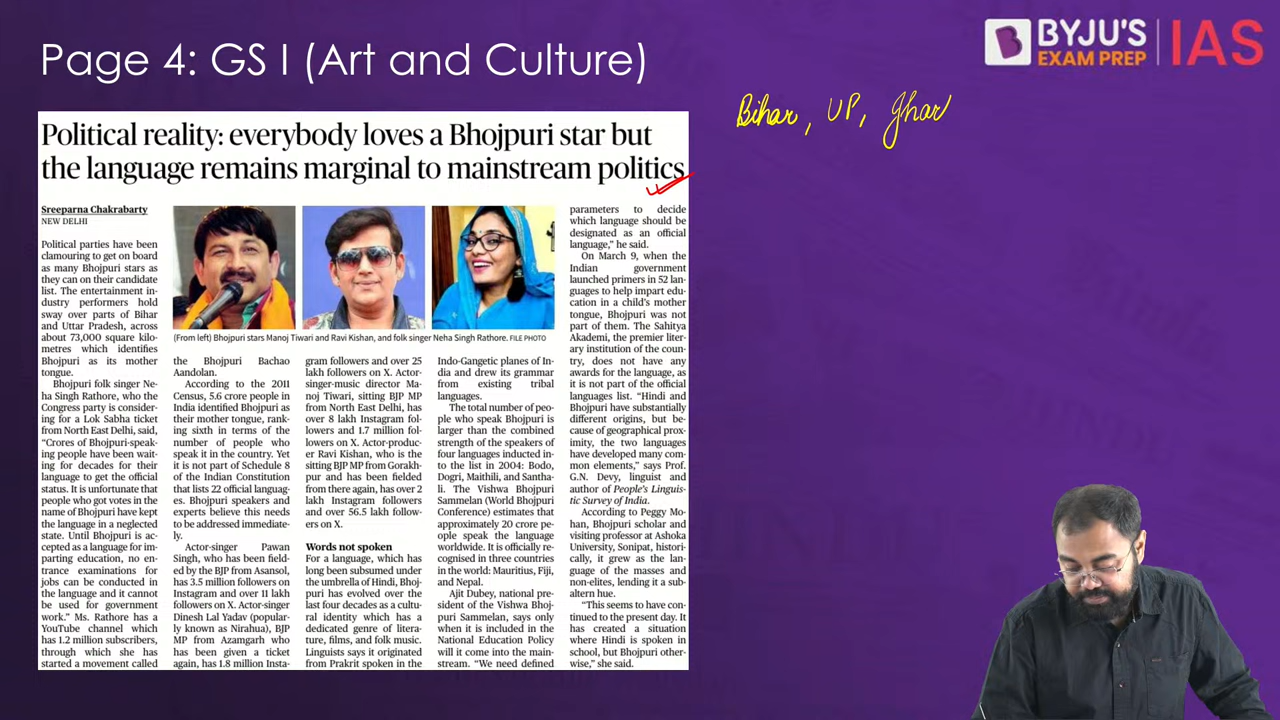 Page 4: GS I (Art and Culture)
BYJU'S
EXAM PREP
IAS
Bihar, UP, Jhar
Political reality: everybody loves a Bhojpuri star but
the language remains marginal to mainstream politics
Sreeparna Chakrabarty
NEW DELHI
Political parties have been
clamouring to get on board
as many Bhojpuri stars as
they can on their candidate
list. The entertainment in-
dustry performers hold
sway over parts of Bihar
and Uttar Pradesh, across
about 73,000 square kilo-
metres which identifies
Bhojpuri as its mother
tongue.
Bhojpuri folk singer Ne-
ha Singh Rathore, who the
Congress party is consider-
ing for a Lok Sabha ticket
from North East Delhi, said,
“Crores of Bhojpuri-speak-
ing people have been wait-
ing for decades for their
language to get the official
status. It is unfortunate that
people who got votes in the
name of Bhojpuri have kept
the language in a neglected
state. Until Bhojpuri is ac-
cepted as a language for im-
parting education, no en-
trance examinations for
jobs can be conducted in
the language and it cannot
be used for government
work.” Ms. Rathore has a
YouTube channel which
has 1.2 million subscribers,
through which she has
started a movement called
(From left) Bhojpuri stars Manoj Tiwari and Ravi Kishan, and folk singer Neha Singh Rathore. FILE PHOTO
the Bhojpuri Bachao
Aandolan.
According to the 2011
Census, 5.6 crore people in
India identified Bhojpuri as
their mother tongue, rank-
ing sixth in terms of the
number of people who
speak it in the country. Yet
it is not part of Schedule 8
of the Indian Constitution
that lists 22 official languag-
es. Bhojpuri speakers and
experts believe this needs
to be addressed immediate-
ly.
Actor-singer Pawan
Singh, who has been field-
ed by the BJP from Asansol,
has 3.5 million followers on
Instagram and over 11 lakh
followers on X. Actor-singer
Dinesh Lal Yadav (popular-
ly known as Nirahua), BJP
MP from Azamgarh who
has been given a ticket
again, has 1.8 million Insta-
gram followers and over 25
lakh followers on X. Actor-
singer-music director Ma-
noj Tiwari, sitting BJP MP
from North East Delhi, has
over 8 lakh Instagram fol-
lowers and 1.7 million fol-
lowers on X. Actor-produc-
er Ravi Kishan, who is the
sitting BJP MP from Gorakh-
pur and has been fielded
from there again, has over 2
lakh Instagram followers
and over 56.5 lakh follow-
ers on X.
Words not spoken
For a language, which has
long been subsumed under
the umbrella of Hindi, Bhoj-
puri has evolved over the
last four decades as a cultu-
ral identity which has a
dedicated genre of litera-
ture, films, and folk music.
Linguists says it originated
from Prakrit spoken in the
Indo-Gangetic planes of In-
dia and drew its grammar
from existing tribal
languages.
The total number of peo-
ple who speak Bhojpuri is
larger than the combined
strength of the speakers of
four languages inducted in-
to the list in 2004: Bodo,
Dogri, Maithili, and Santha-
li. The Vishwa Bhojpuri
Sammelan (World Bhojpuri
Conference) estimates that
approximately 20 crore peo-
ple speak the language
worldwide. It is officially re-
cognised in three countries
in the world: Mauritius, Fiji,
and Nepal.
Ajit Dubey, national pre-
sident of the Vishwa Bhoj-
puri Sammelan, says only
when it is included in the
National Education Policy
will it come into the main-
stream. “We need defined
parameters to decide
which language should be
designated as an official
language,” he said.
On March 9, when the
Indian government
launched primers in 52 lan-
guages to help impart edu-
cation in a child's mother
tongue, Bhojpuri was not
part of them. The Sahitya
Akademi, the premier liter-
ary institution of the coun-
try, does not have any
awards for the language, as
it is not part of the official
languages list. “Hindi and
Bhojpuri have substantially
different origins, but be-
cause of geographical prox-
imity, the two languages
have developed many com-
mon elements,” says Prof.
G.N. Devy, linguist and
author of People's Linguis-
tic Survey of India.
According to Peggy Mo-
han, Bhojpuri scholar and
visiting professor at Ashoka
University, Sonipat, histori-
cally, it grew as the lan-
guage of the masses and
non-elites, lending it a sub-
altern hue.
“This seems to have con-
tinued to the present day. It
has created a situation
where Hindi is spoken in
school, but Bhojpuri other-
wise,” she said.